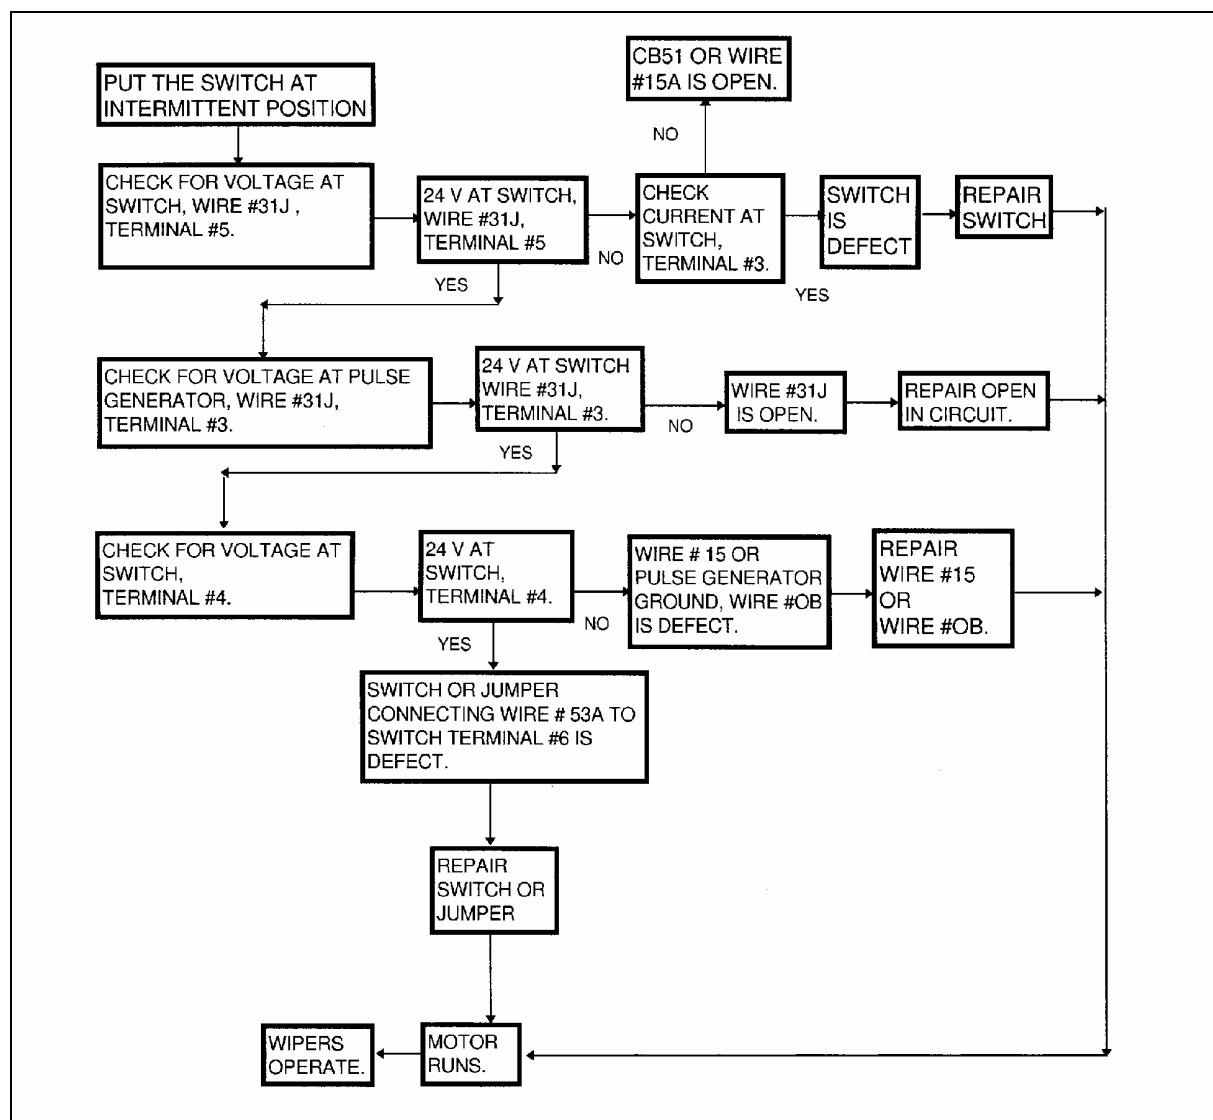 PUT THE SWITCH AT
INTERMITTENT POSITION
CB51 OR WIRE
#15A IS OPEN.
NO
CHECK FOR VOLTAGE AT
SWITCH, WIRE #31J ,
TERMINAL #5.
24 V AT SWITCH,
WIRE #31J,
TERMINAL #5
NO
YES
CHECK
CURRENT AT
SWITCH,
TERMINAL #3.
YES
SWITCH
IS
DEFECT
REPAIR
SWITCH
CHECK FOR VOLTAGE AT PULSE
GENERATOR, WIRE #31J,
TERMINAL #3.
24 V AT SWITCH
WIRE #31J,
TERMINAL #3.
NO
YES
WIRE #31J
IS OPEN.
REPAIR OPEN
IN CIRCUIT.
CHECK FOR VOLTAGE AT
SWITCH,
TERMINAL #4.
24 V AT
SWITCH,
TERMINAL #4.
NO
YES
WIRE # 15 OR
PULSE GENERATOR
GROUND, WIRE #OB
IS DEFECT.
REPAIR
WIRE #15
OR
WIRE #OB.
SWITCH OR JUMPER
CONNECTING WIRE # 53A TO
SWITCH TERMINAL #6 IS
DEFECT.
REPAIR
SWITCH OR
JUMPER
WIPERS
OPERATE.
MOTOR
RUNS.